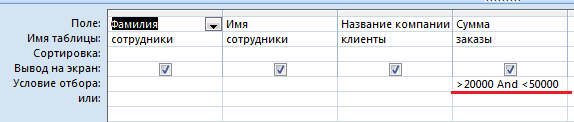 Поле: Фамилия Имя Название компании Сумма
Имя таблицы: сотрудники сотрудники клиенты заказы
Сортировка:
Вывод на экран:
Условие отбора: >20000 And <50000
или: